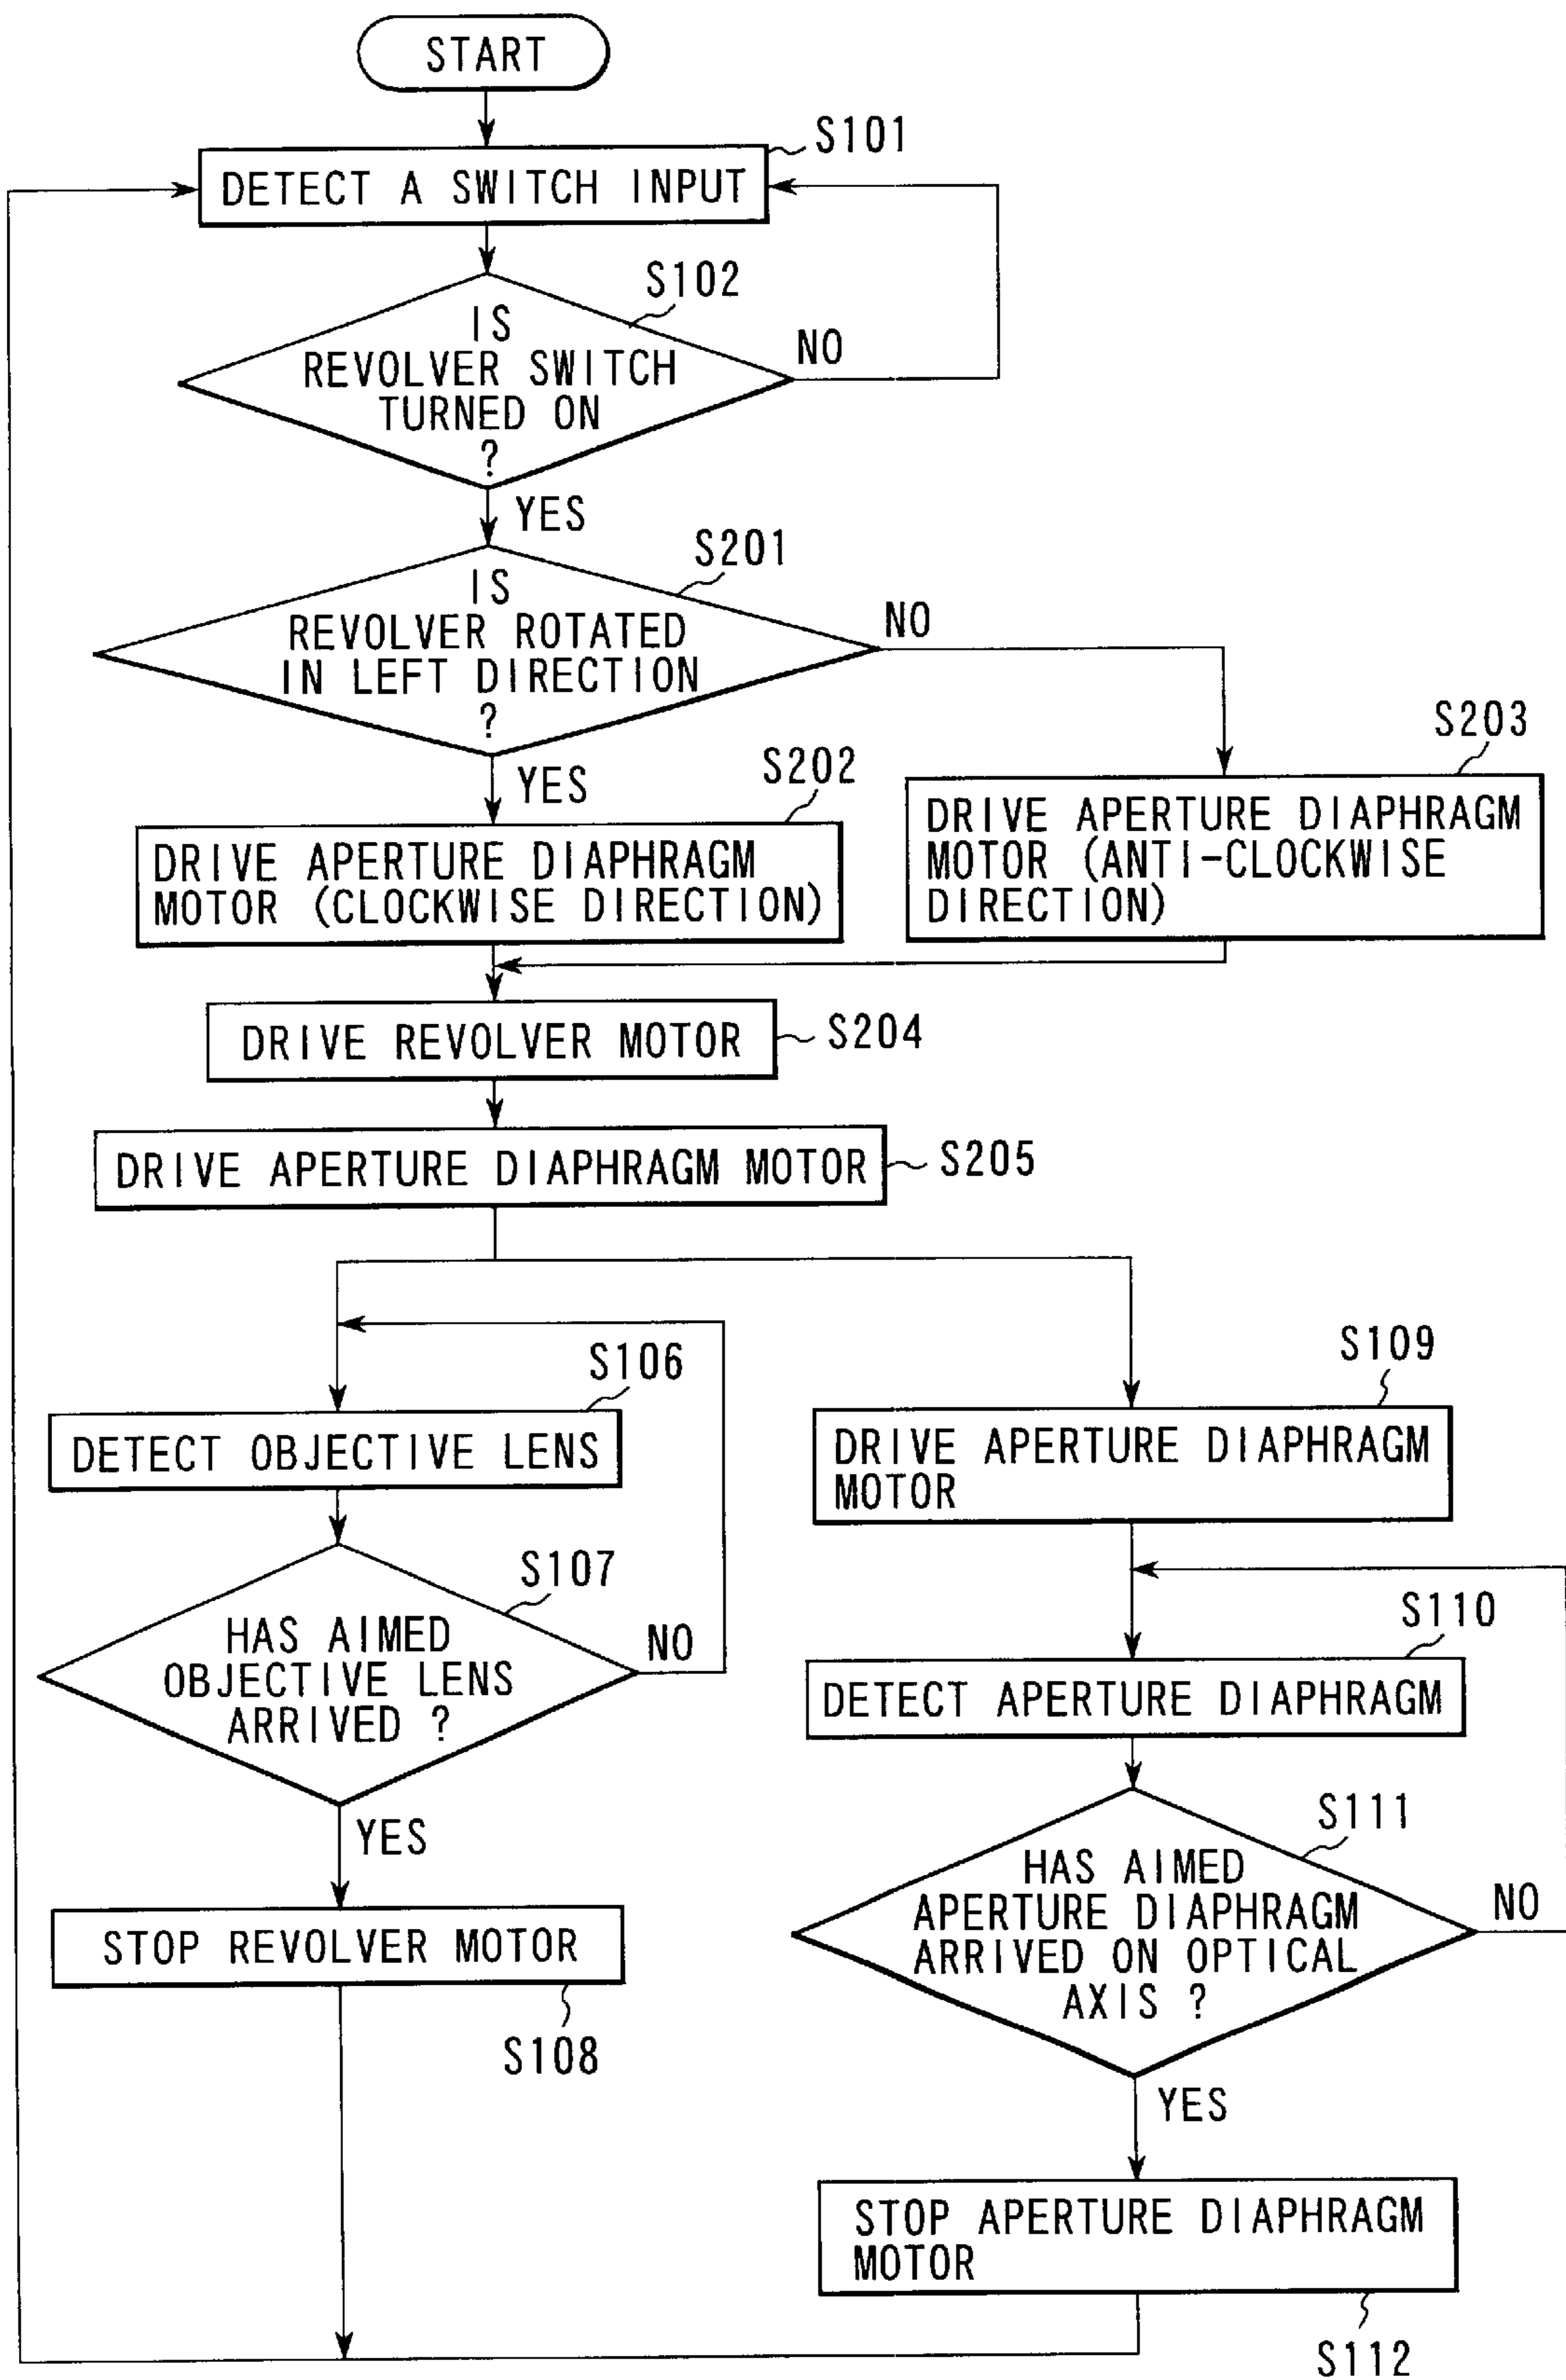 START
S101
DETECT A SWITCH INPUT
S102
IS
REVOLVER SWITCH
TURNED ON
?
NO
YES
S201
IS
REVOLVER ROTATED
IN LEFT DIRECTION
?
NO
YES
S202
DRIVE APERTURE DIAPHRAGM
MOTOR (CLOCKWISE DIRECTION)
S203
DRIVE APERTURE DIAPHRAGM
MOTOR (ANTI-CLOCKWISE
DIRECTION)
DRIVE REVOLVER MOTOR
S204
DRIVE APERTURE DIAPHRAGM MOTOR
S205
S106
DETECT OBJECTIVE LENS
S107
HAS AIMED
OBJECTIVE LENS
ARRIVED ?
NO
YES
STOP REVOLVER MOTOR
S108
S109
DRIVE APERTURE DIAPHRAGM
MOTOR
S110
DETECT APERTURE DIAPHRAGM
S111
HAS AIMED
APERTURE DIAPHRAGM
ARRIVED ON OPTICAL
AXIS ?
NO
YES
STOP APERTURE DIAPHRAGM
MOTOR
S112